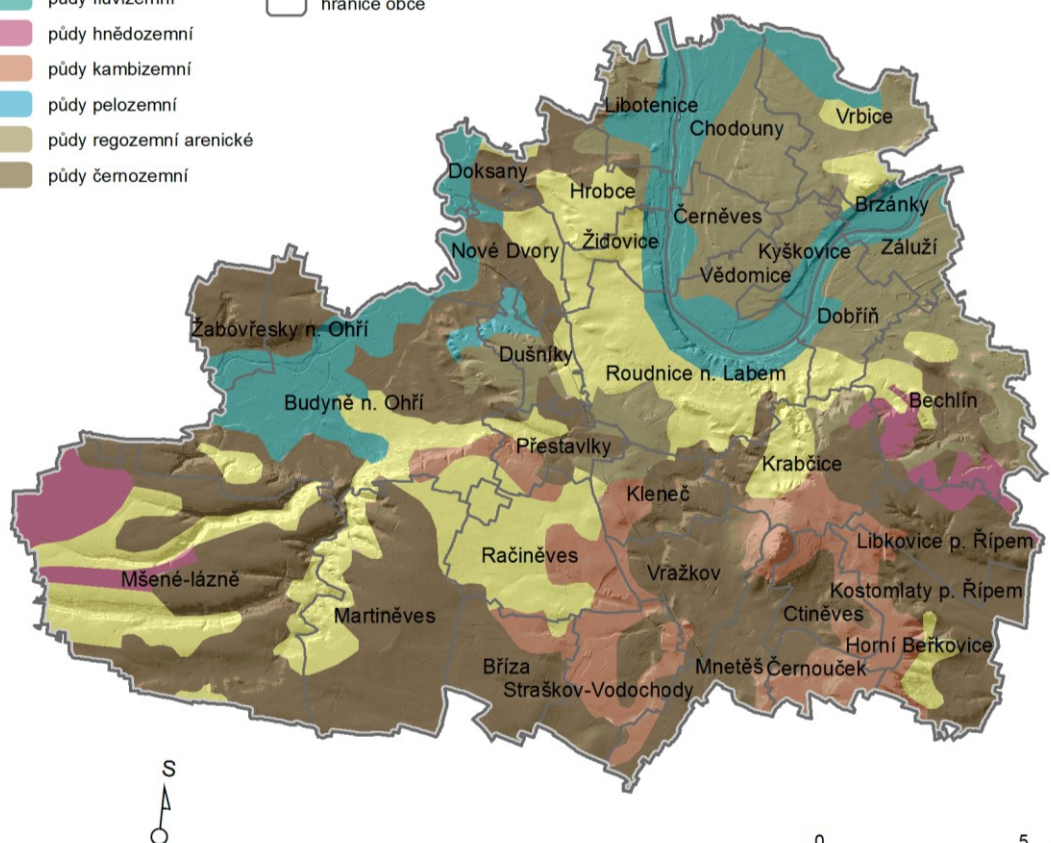 půdy fluvizemní
hranice obce
půdy hnědozemní
půdy kambizemní
půdy pelozemní
půdy regozemní arenické
půdy černozemní
Libotenice
Chodouny
Vrbice
Doksany
Hrobce
Brzánky
Černěves
Židovice
Nové Dvory
Kyškovice
Záluží
Vědomice
Žabovřesky n. Ohří
Dobříň
Dušníky
Roudnice n. Labem
Budyně n. Ohří
Bechlín
Přestavlky
Krabčice
Kleneč
Libkovice p. Řípem
Račiněves
Mšené-lázně
Vražkov
Kostomlaty p. Řípem
Martiněves
Ctiněves
Horní Beřkovice
Bříza
Mnetěš
Černouček
Straškov-Vodochody
S
0
5